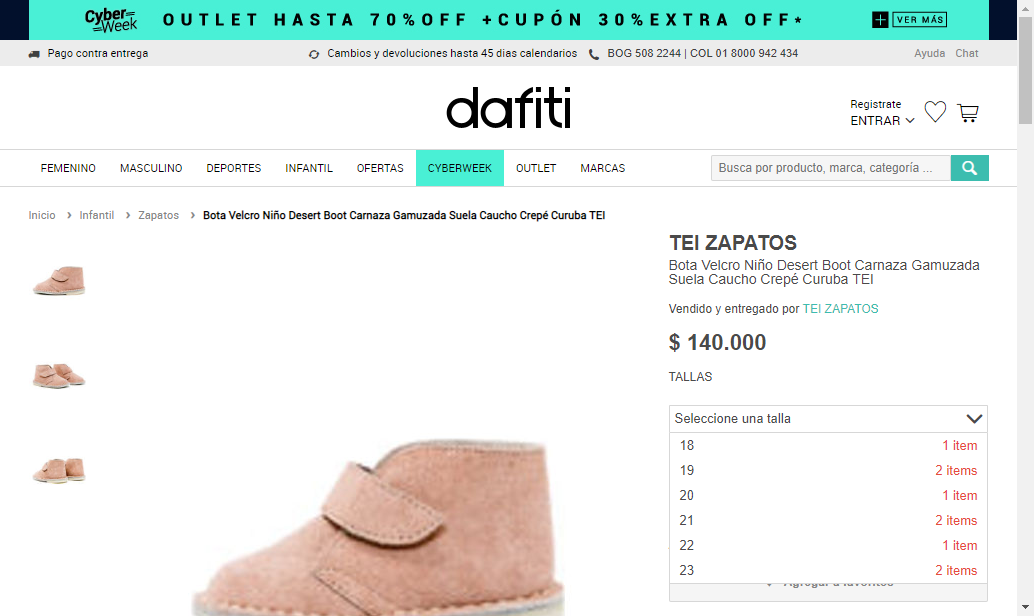 Cyber Week
OUTLET HASTA 70%OFF +CUPÓN 30%EXTRA OFF*
+ VER MÁS
Pago contra entrega
Cambios y devoluciones hasta 45 dias calendarios
BOG 508 2244 | COL 01 8000 942 434
Ayuda Chat
dafiti
Registrate
ENTRAR
FEMENINO MASCULINO DEPORTES INFANTIL OFERTAS CYBERWEEK OUTLET MARCAS
Busca por producto, marca, categoría ...
Inicio > Infantil > Zapatos > Bota Velcro Niño Desert Boot Carnaza Gamuzada Suela Caucho Crepé Curuba TEI
TEI ZAPATOS
Bota Velcro Niño Desert Boot Carnaza Gamuzada
Suela Caucho Crepé Curuba TEI
Vendido y entregado por TEI ZAPATOS
$ 140.000
TALLAS
Seleccione una talla
18 1 item
19 2 items
20 1 item
21 2 items
22 1 item
23 2 items
Agregar a favoritos